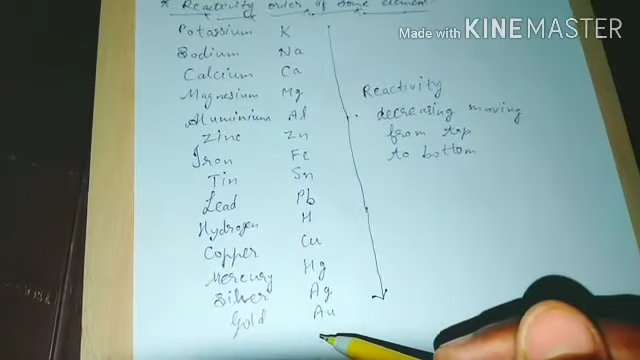 * Reactivity order of some element
Made with KINEMASTER
Potassium K
Sodium Na
Calcium Ca
Magnesium Mg
Aluminium Al
Zinc Zn
Iron Fe
Tin Sn
Lead Pb
Hydrogen H
Copper Cu
Mercury Hg
Silver Ag
Gold Au
Reactivity
decreasing moving
from top
to bottom